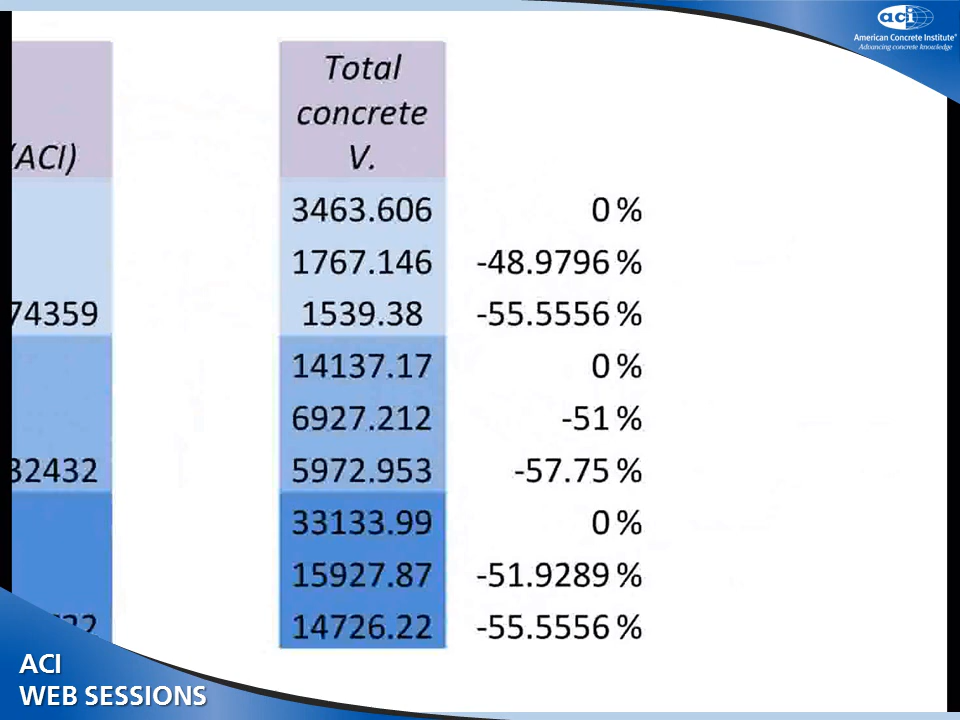 aci
American Concrete Institute®
Advancing concrete knowledge
Total
concrete
(ACI) V.
3463.606 0 %
1767.146 -48.9796 %
74359 1539.38 -55.5556 %
14137.17 0 %
6927.212 -51 %
32432 5972.953 -57.75 %
33133.99 0 %
15927.87 -51.9289 %
14726.22 -55.5556 %
ACI
WEB SESSIONS